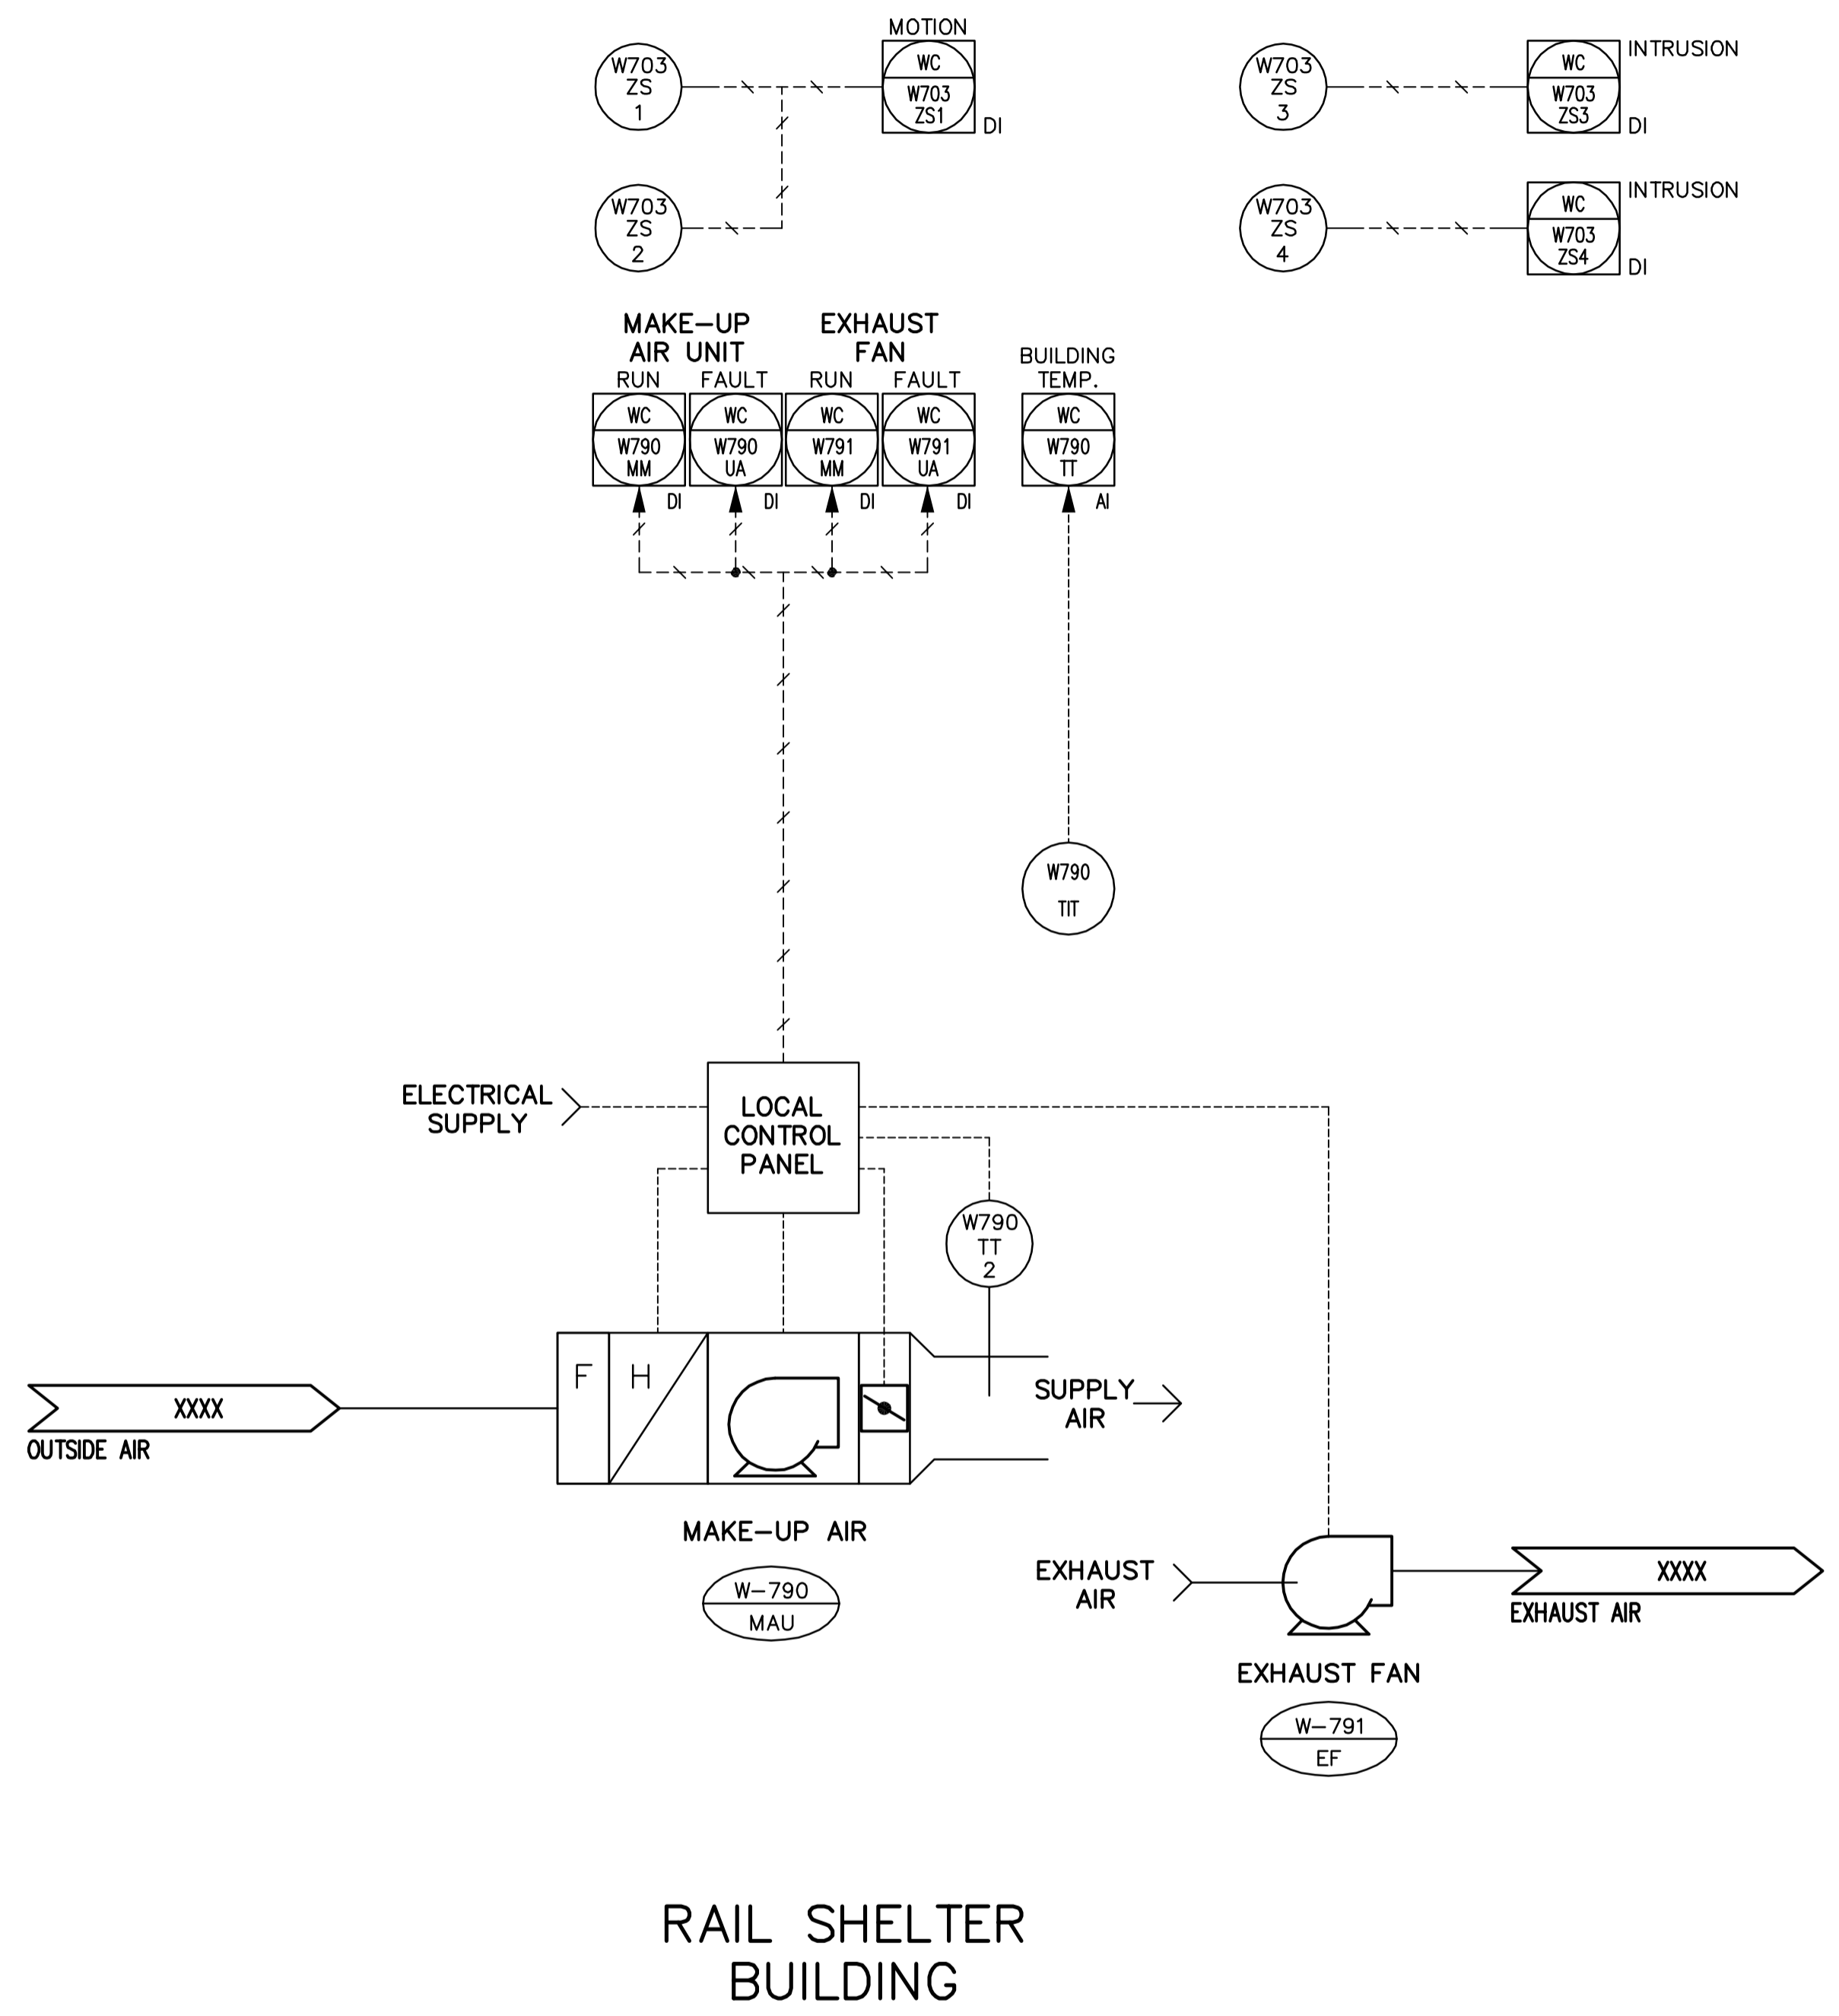 MOTION
W703
ZS
1
WC
W703
ZS1
DI
W703
ZS
3
WC
W703
ZS3
INTRUSION
DI
W703
ZS
2
W703
ZS
4
WC
W703
ZS4
INTRUSION
DI
MAKE-UP
AIR UNIT
EXHAUST
FAN
RUN
FAULT
RUN
FAULT
BUILDING
TEMP.
WC
W790
MM
DI
WC
W790
UA
DI
WC
W791
MM
DI
WC
W791
UA
DI
WC
W790
TT
AI
W790
TIT
ELECTRICAL
SUPPLY
LOCAL
CONTROL
PANEL
W790
TT
2
F
H
XXXX
OUTSIDE AIR
SUPPLY
AIR
MAKE-UP AIR
W-790
MAU
EXHAUST
AIR
XXXX
EXHAUST AIR
EXHAUST FAN
W-791
EF
RAIL SHELTER
BUILDING